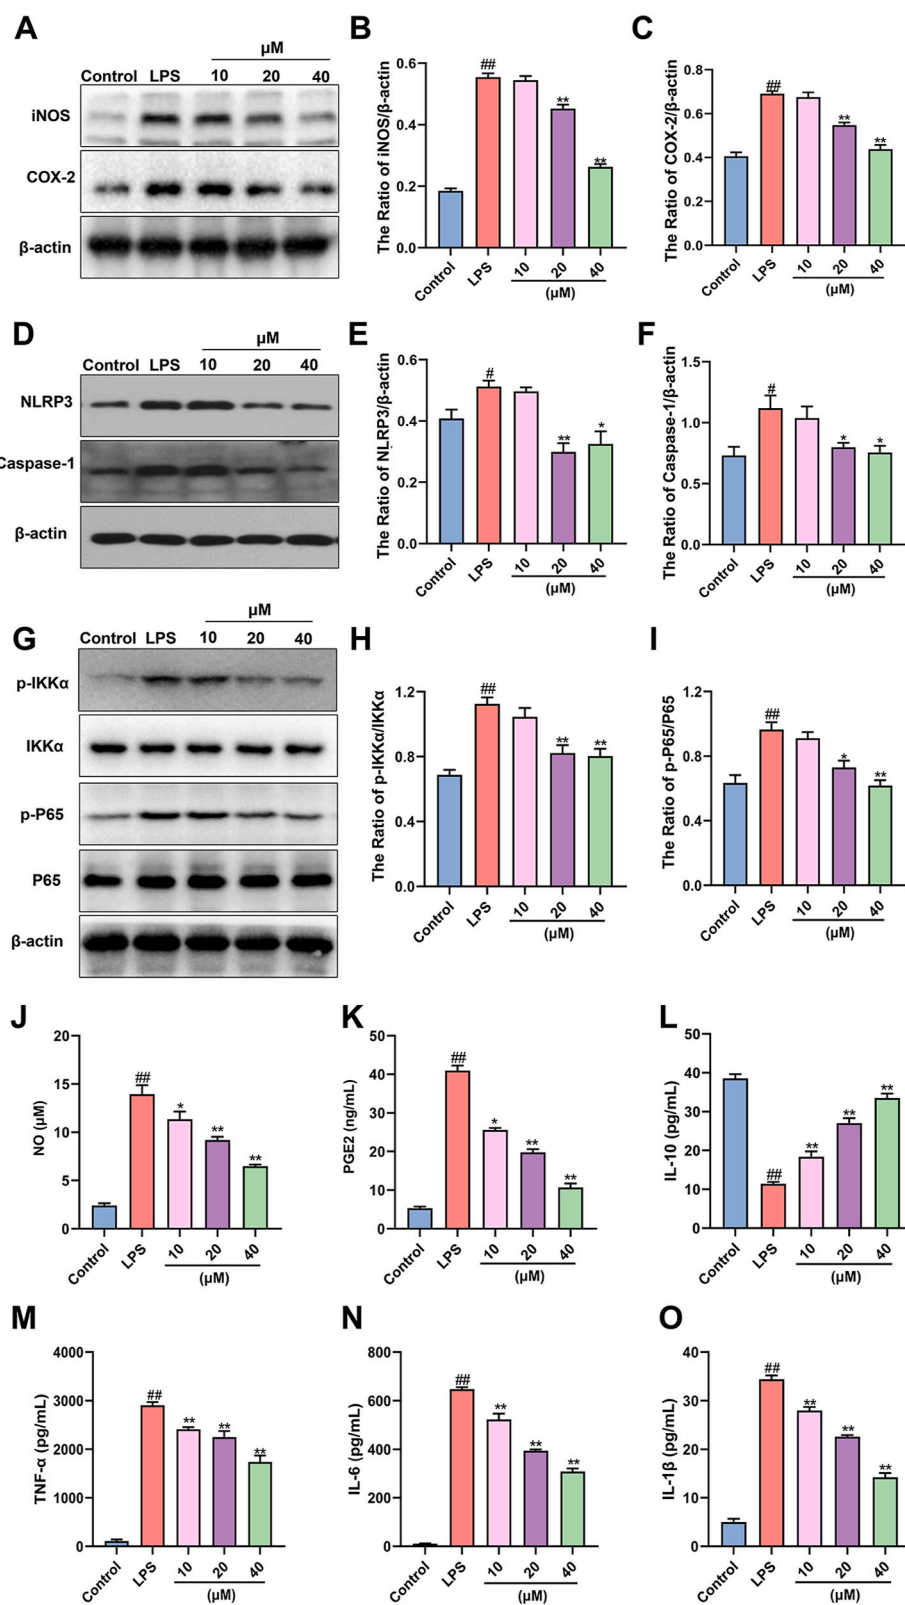 A
µM
Control LPS 10 20 40
iNOS
COX-2
β-actin
B
The Ratio of iNOS/β-actin
0.6
0.4
0.2
0.0
##
**
**
Control
LPS
10
20
40
(µM)
C
The Ratio of COX-2/β-actin
0.8
0.6
0.4
0.2
0.0
##
**
**
Control
LPS
10
20
40
(µM)
D
µM
Control LPS 10 20 40
NLRP3
Caspase-1
β-actin
E
The Ratio of NLRP3/β-actin
0.6
0.4
0.2
0.0
#
**
*
Control
LPS
10
20
40
(µM)
F
The Ratio of Caspase-1/β-actin
1.5
1.0
0.5
0.0
#
*
*
Control
LPS
10
20
40
(µM)
G
µM
Control LPS 10 20 40
p-IKKα
IKKα
p-P65
P65
β-actin
H
The Ratio of p-IKKα/IKKα
1.2
0.8
0.4
0.0
##
**
**
Control
LPS
10
20
40
(µM)
I
The Ratio of p-P65/P65
1.2
0.8
0.4
0.0
##
*
**
Control
LPS
10
20
40
(µM)
J
NO (µM)
20
15
10
5
0
##
*
**
**
Control
LPS
10
20
40
(µM)
K
PGE2 (ng/mL)
50
40
30
20
10
0
##
*
**
**
Control
LPS
10
20
40
(µM)
L
IL-10 (pg/mL)
50
40
30
20
10
0
##
**
**
**
Control
LPS
10
20
40
(µM)
M
TNF-α (pg/mL)
4000
3000
2000
1000
0
##
**
**
**
Control
LPS
10
20
40
(µM)
N
IL-6 (pg/mL)
800
600
400
200
0
##
**
**
**
Control
LPS
10
20
40
(µM)
O
IL-1β (pg/mL)
40
30
20
10
0
##
**
**
**
Control
LPS
10
20
40
(µM)